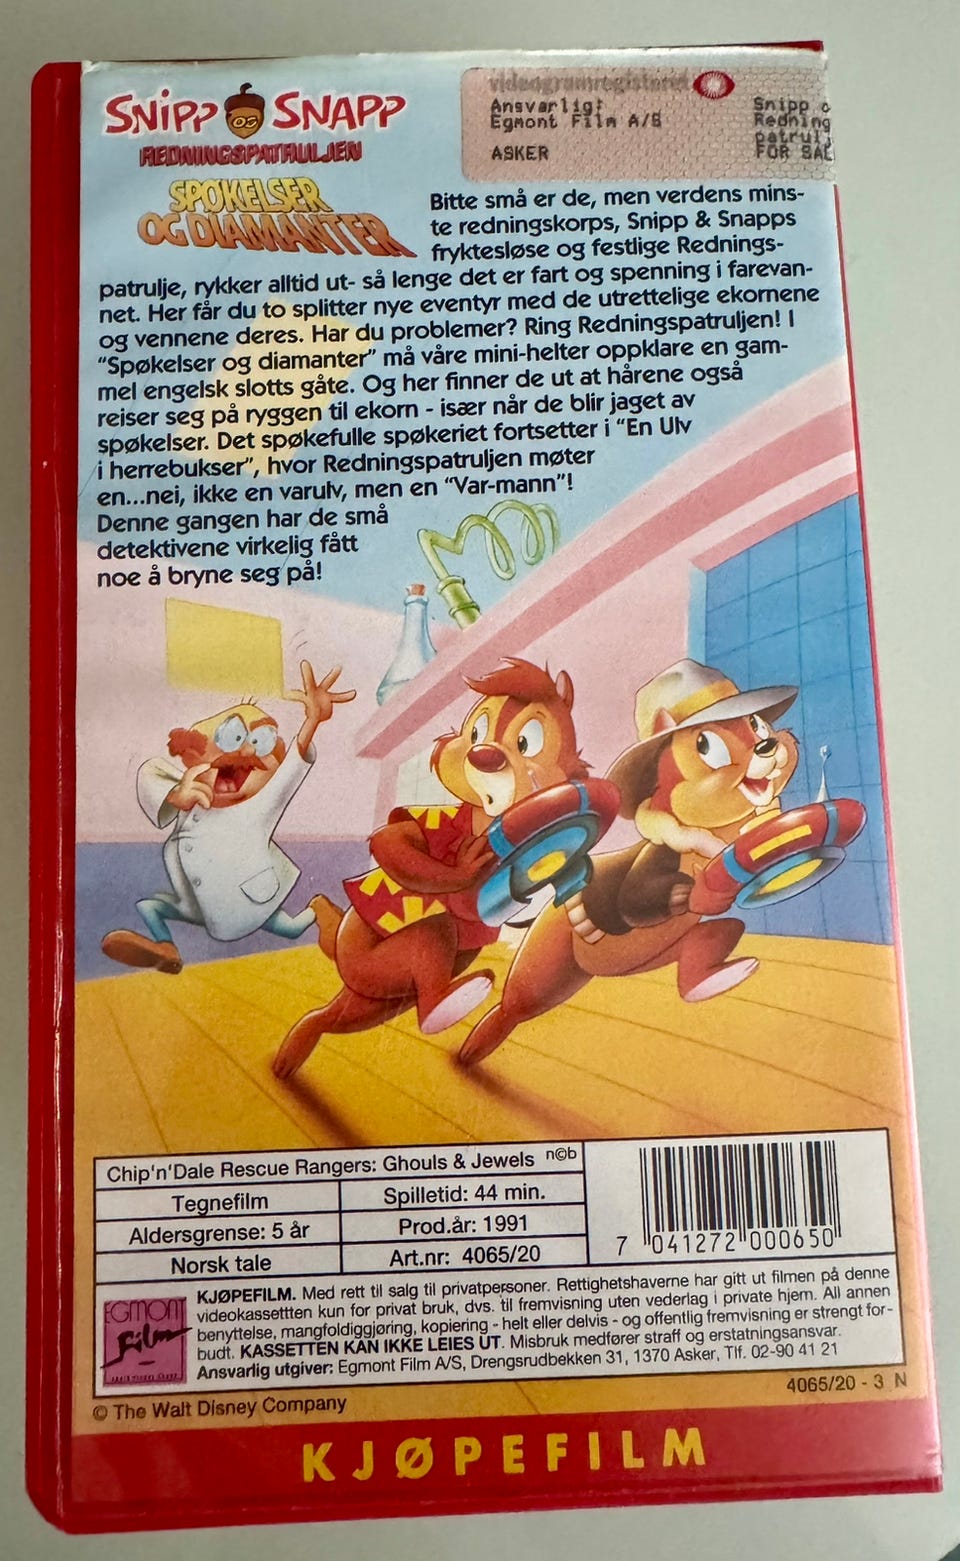 SNIPP OG SNAPP
REDNINGSPATRULJEN
SPØKELSER
OG DIAMANTER
videogramregisteret
Ansvarlig:
Egmont Film A/S
ASKER
Snipp o
Redning
patrulj
FOR SAL
Bitte små er de, men verdens mins-
te redningskorps, Snipp & Snapps
fryktesløse og festlige Rednings-
patrulje, rykker alltid ut- så lenge det er fart og spenning i farevan-
net. Her får du to splitter nye eventyr med de utrettelige ekornene
og vennene deres. Har du problemer? Ring Redningspatruljen! I
"Spøkelser og diamanter" må våre mini-helter oppklare en gam-
mel engelsk slotts gåte. Og her finner de ut at hårene også
reiser seg på ryggen til ekorn - især når de blir jaget av
spøkelser. Det spøkefulle spøkeriet fortsetter i "En Ulv
i herrebukser", hvor Redningspatruljen møter
en...nei, ikke en varulv, men en "Var-mann"!
Denne gangen har de små
detektivene virkelig fått
noe å bryne seg på!
Chip'n'Dale Rescue Rangers: Ghouls & Jewels n©b
Tegnefilm
Spilletid: 44 min.
Aldersgrense: 5 år
Prod.år: 1991
Norsk tale
Art.nr: 4065/20
7 041272 000650
EGMONT
Film
KJØPEFILM. Med rett til salg til privatpersoner. Rettighetshaverne har gitt ut filmen på denne
videokassettten kun for privat bruk, dvs. til fremvisning uten vederlag i private hjem. All annen
benyttelse, mangfoldiggjøring, kopiering - helt eller delvis - og offentlig fremvisning er strengt for-
budt. KASSETTEN KAN IKKE LEIES UT. Misbruk medfører straff og erstatningsansvar.
Ansvarlig utgiver: Egmont Film A/S, Drengsrudbekken 31, 1370 Asker, Tlf. 02-90 41 21
4065/20 - 3 N
© The Walt Disney Company
KJØPEFILM